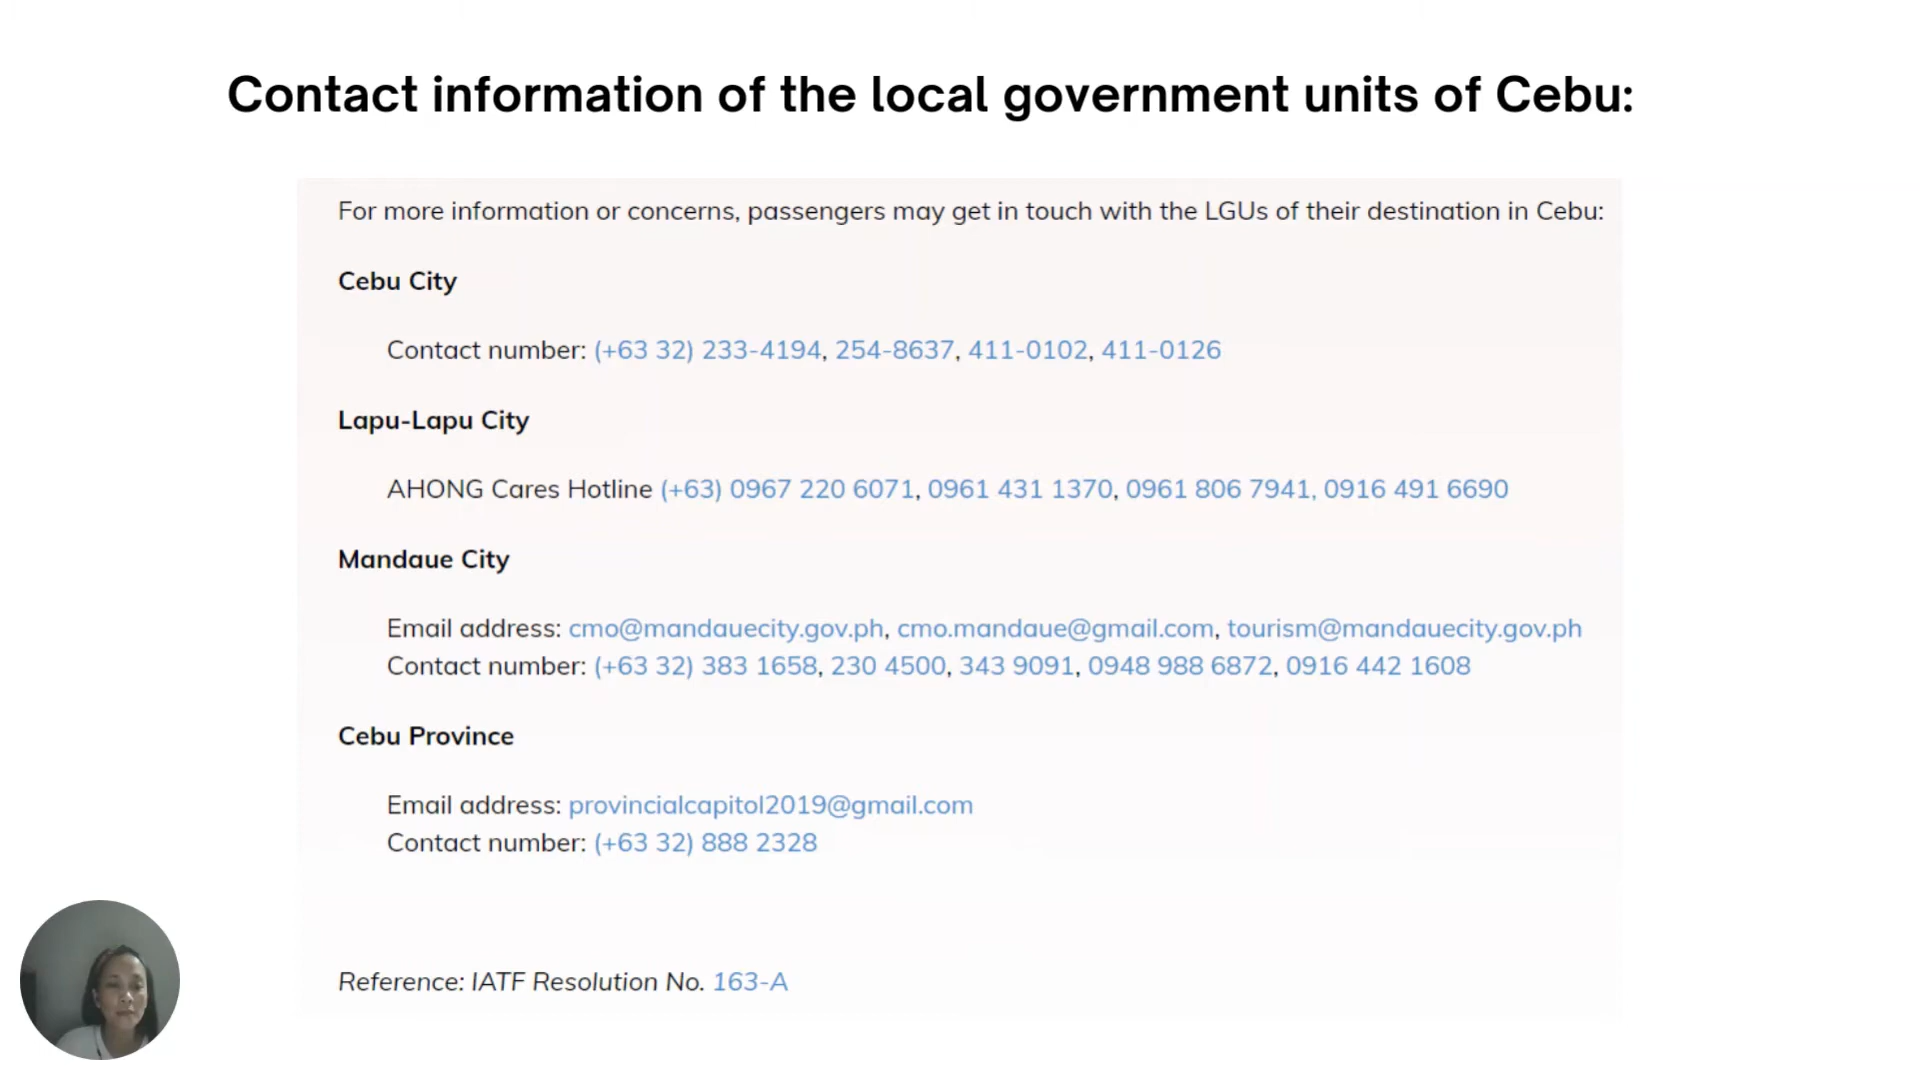 Contact information of the local government units of Cebu:
For more information or concerns, passengers may get in touch with the LGUs of their destination in Cebu:
Cebu City
Contact number: (+63 32) 233-4194, 254-8637, 411-0102, 411-0126
Lapu-Lapu City
AHONG Cares Hotline (+63) 0967 220 6071, 0961 431 1370, 0961 806 7941, 0916 491 6690
Mandaue City
Email address: cmo@mandauecity.gov.ph, cmo.mandaue@gmail.com, tourism@mandauecity.gov.ph
Contact number: (+63 32) 383 1658, 230 4500, 343 9091, 0948 988 6872, 0916 442 1608
Cebu Province
Email address: provincialcapitol2019@gmail.com
Contact number: (+63 32) 888 2328
Reference: IATF Resolution No. 163-A